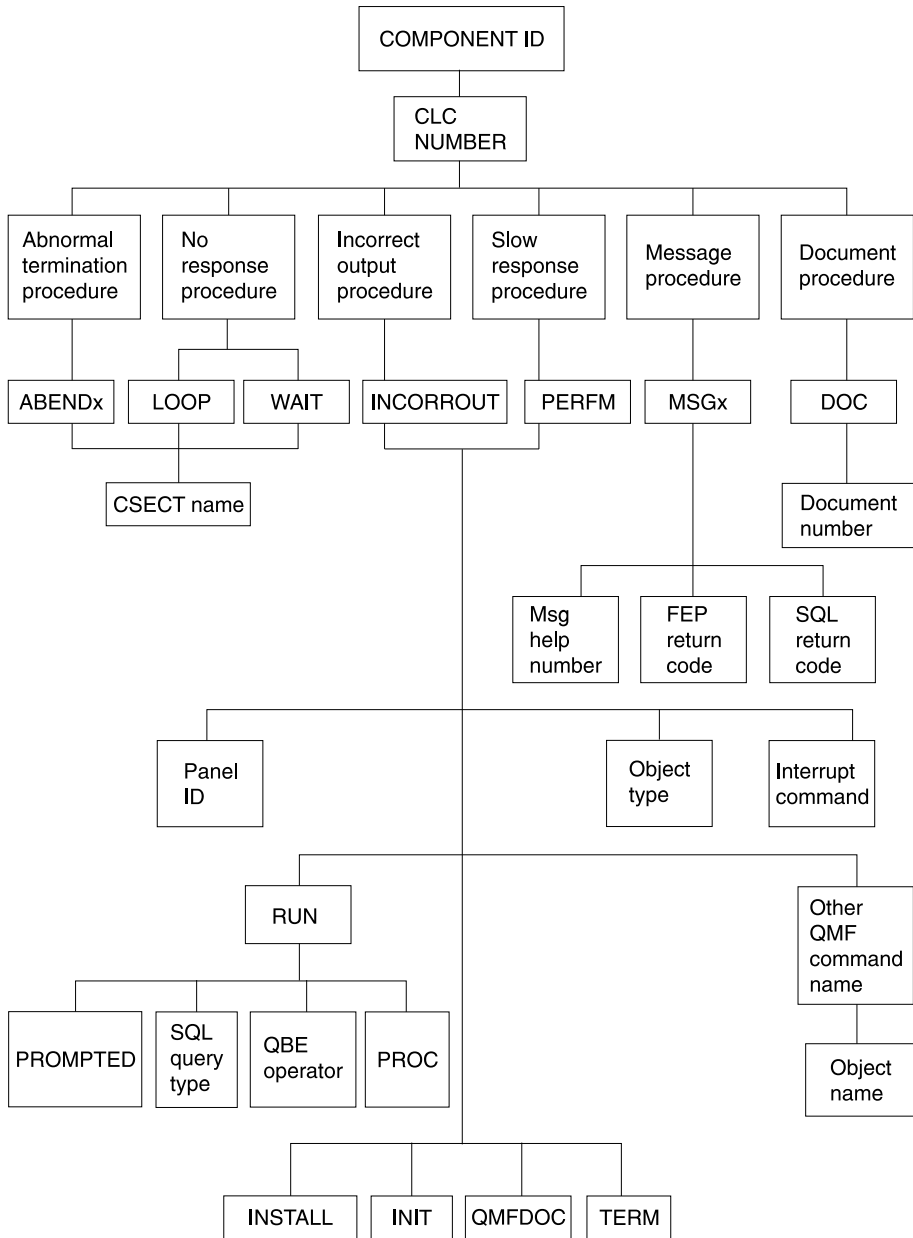 COMPONENT ID
CLC
NUMBER
Abnormal
termination
procedure
No
response
procedure
Incorrect
output
procedure
Slow
response
procedure
Message
procedure
Document
procedure
ABENDx
LOOP
WAIT
INCORROUT
PERFM
MSGx
DOC
CSECT name
Document
number
Msg
help
number
FEP
return
code
SQL
return
code
Panel
ID
Object
type
Interrupt
command
RUN
Other
QMF
command
name
PROMPTED
SQL
query
type
QBE
operator
PROC
Object
name
INSTALL
INIT
QMFDOC
TERM